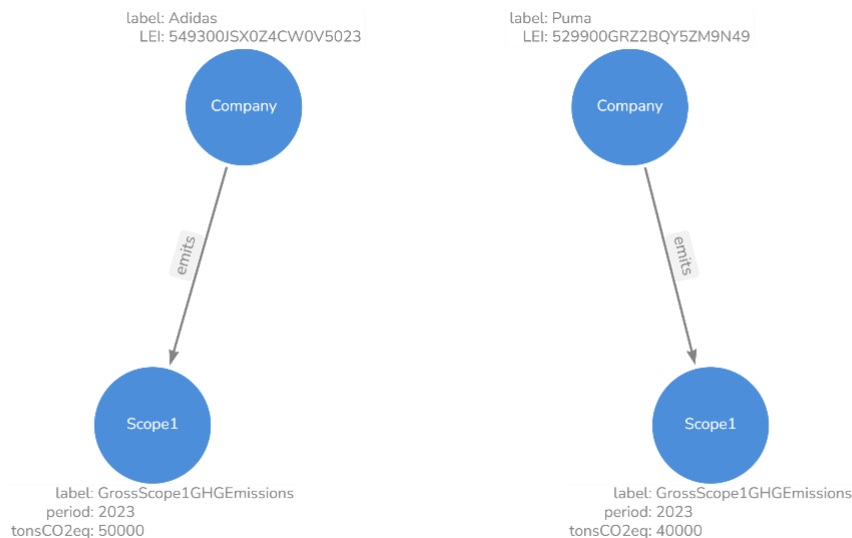 label: Adidas
LEI: 549300JSX0Z4CW0V5023
Company
emits
Scope1
label: GrossScope1GHGEmissions
period: 2023
tonsCO2eq: 50000
label: Puma
LEI: 529900GRZ2BQY5ZM9N49
Company
emits
Scope1
label: GrossScope1GHGEmissions
period: 2023
tonsCO2eq: 40000